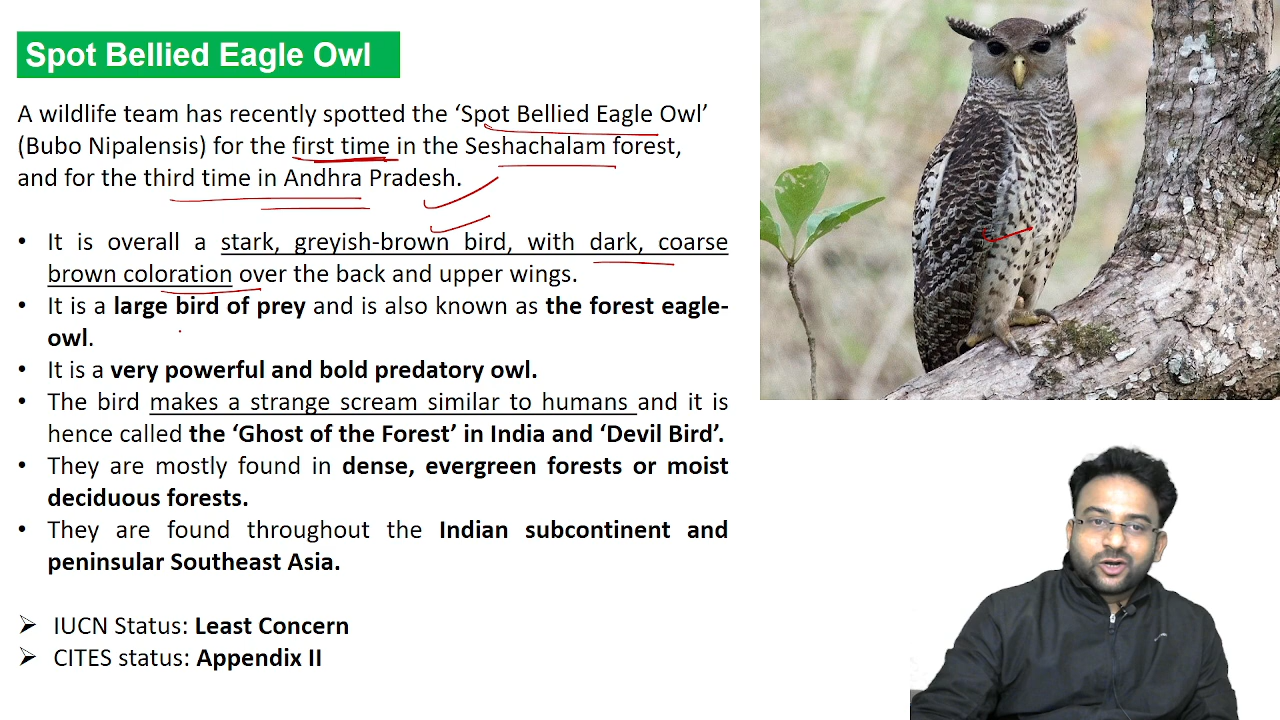 Spot Bellied Eagle Owl
A wildlife team has recently spotted the ‘Spot Bellied Eagle Owl’
(Bubo Nipalensis) for the first time in the Seshachalam forest,
and for the third time in Andhra Pradesh.
• It is overall a stark, greyish-brown bird, with dark, coarse
brown coloration over the back and upper wings.
• It is a large bird of prey and is also known as the forest eagle-
owl.
• It is a very powerful and bold predatory owl.
• The bird makes a strange scream similar to humans and it is
hence called the ‘Ghost of the Forest’ in India and ‘Devil Bird’.
• They are mostly found in dense, evergreen forests or moist
deciduous forests.
• They are found throughout the Indian subcontinent and
peninsular Southeast Asia.
➢ IUCN Status: Least Concern
➢ CITES status: Appendix II